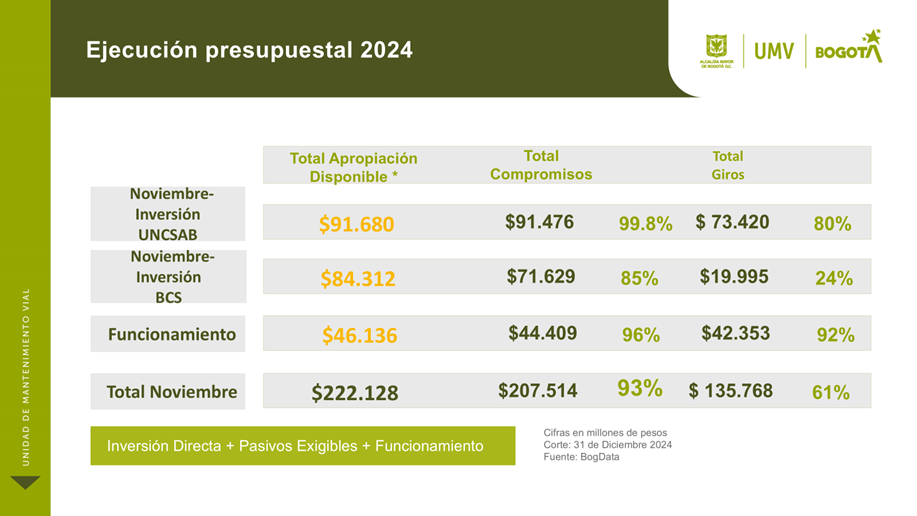 Ejecución presupuestal 2024
ALCALDÍA MAYOR
DE BOGOTÁ D.C.
UMV
BOGOTÁ
Total Apropiación
Disponible *
Total
Compromisos
Total
Giros
Noviembre-
Inversión
UNCSAB
$91.680
$91.476
99.8%
$ 73.420
80%
Noviembre-
Inversión
BCS
$84.312
$71.629
85%
$19.995
24%
Funcionamiento
$46.136
$44.409
96%
$42.353
92%
Total Noviembre
$222.128
$207.514
93%
$ 135.768
61%
Inversión Directa + Pasivos Exigibles + Funcionamiento
Cifras en millones de pesos
Corte: 31 de Diciembre 2024
Fuente: BogData
UNIDAD DE MANTENIMIENTO VIAL